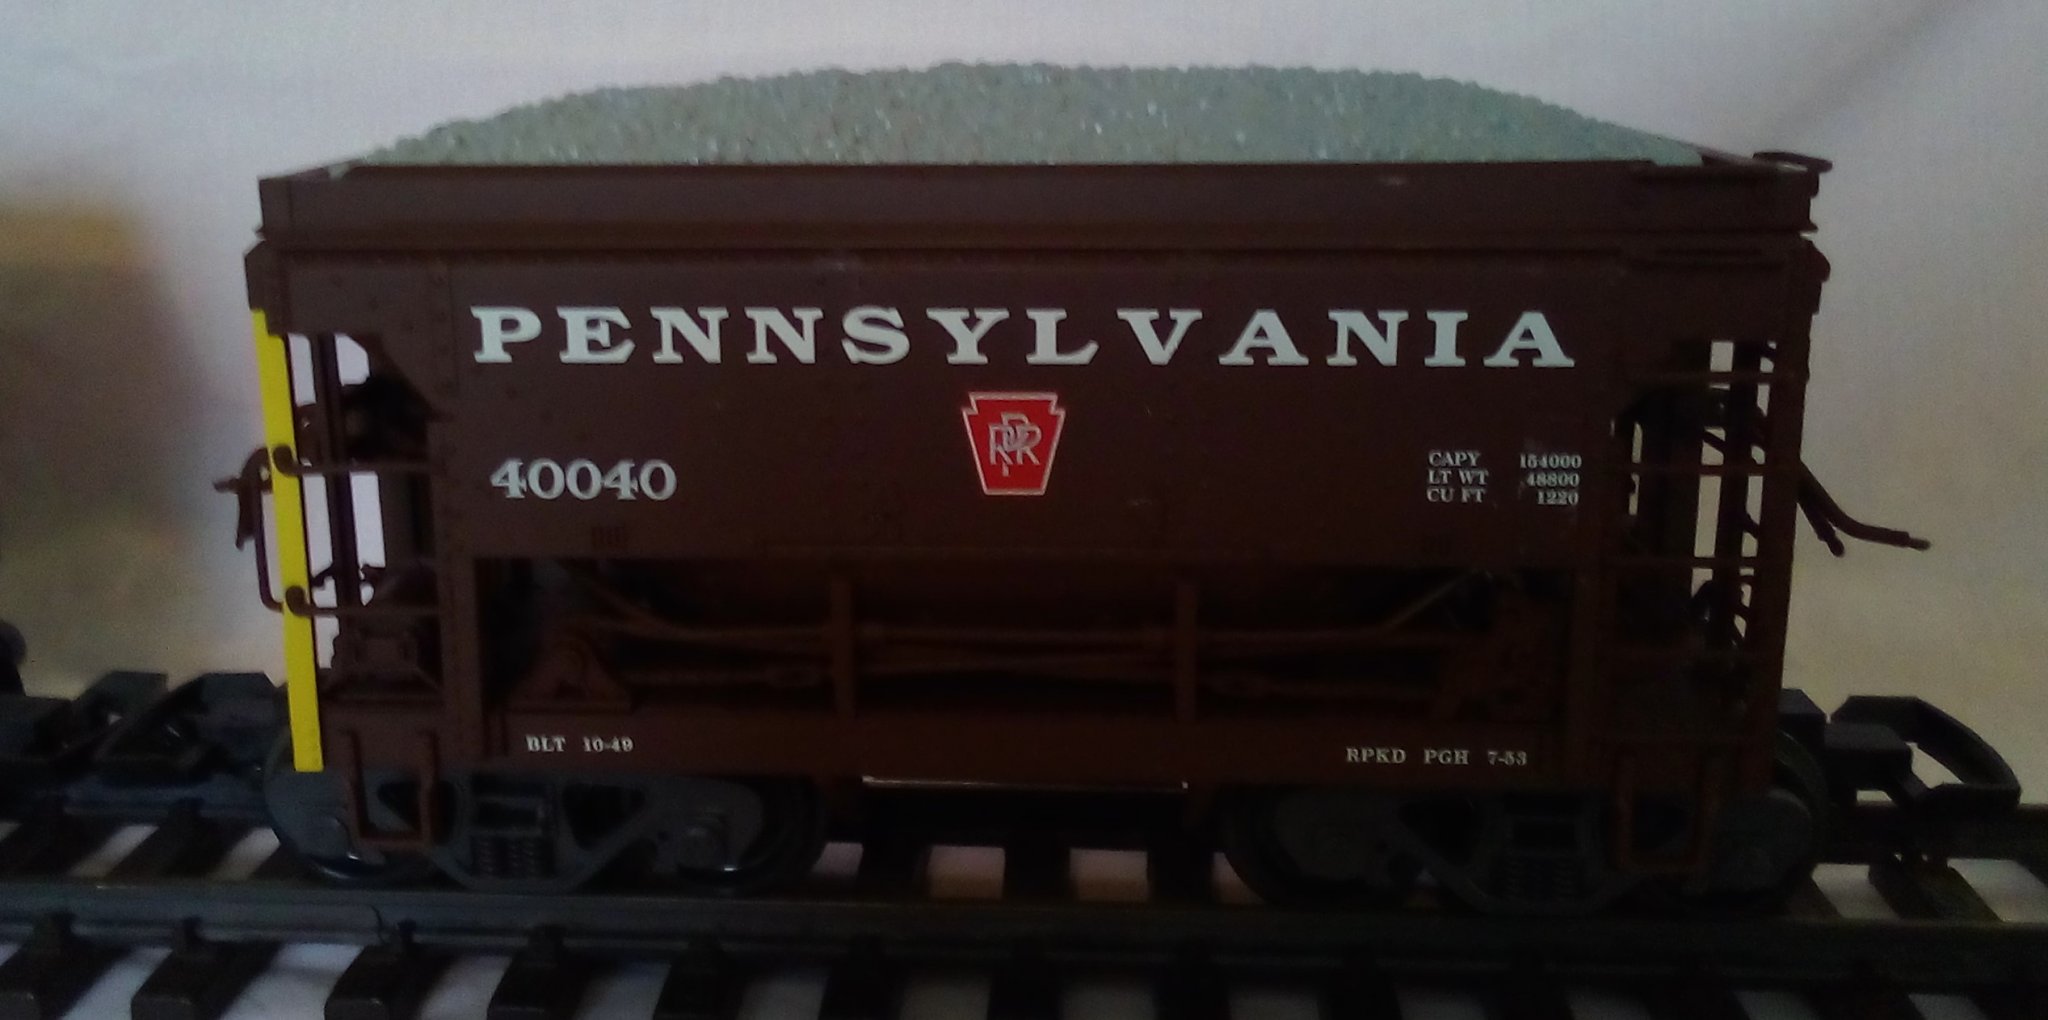 PENNSYLVANIA
PRR
40040
CAPY 154000
LT WT 48800
CU FT 1220
BLT 10-49
RPKD PGH 7-53